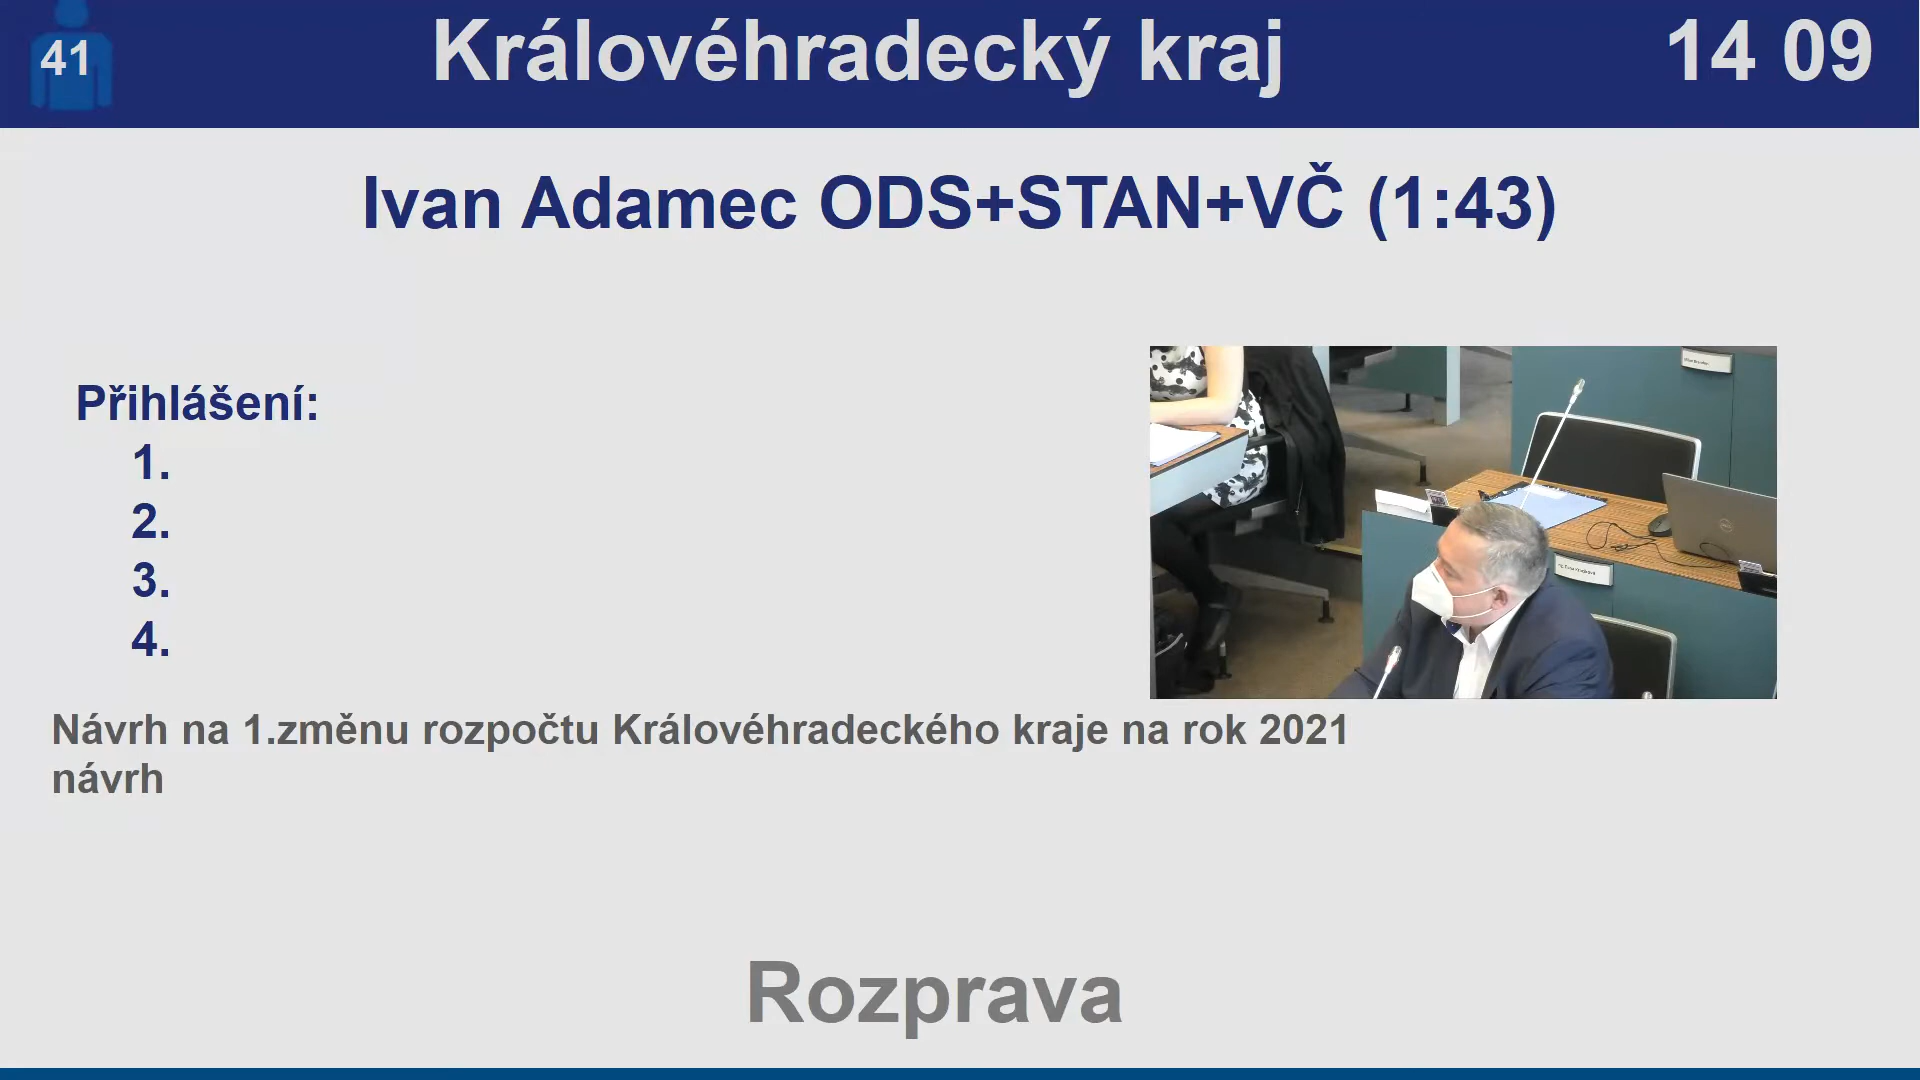 41
Královéhradecký kraj
14 09
Ivan Adamec ODS+STAN+VČ (1:43)
Přihlášení:
1.
2.
3.
4.
Návrh na 1.změnu rozpočtu Královéhradeckého kraje na rok 2021
návrh
Rozprava